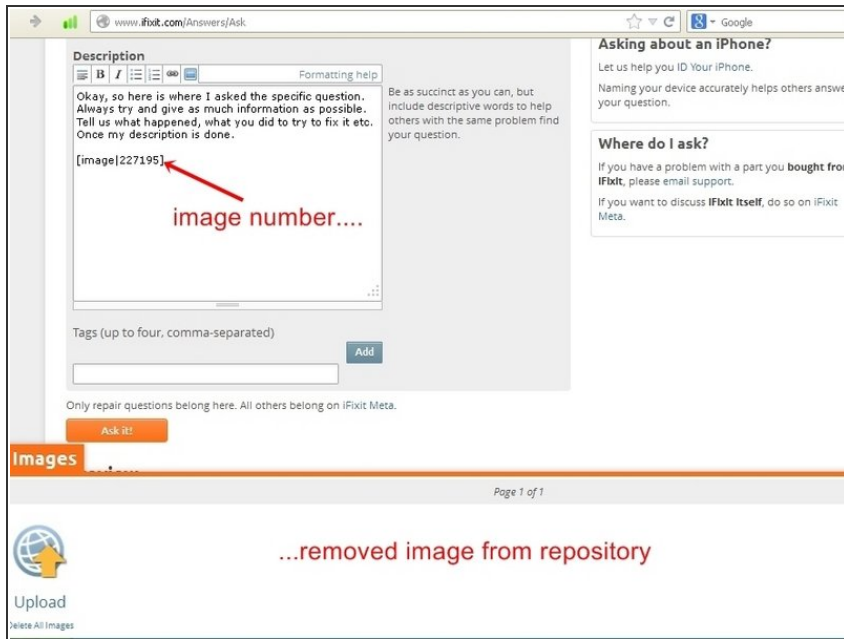 www.ifixit.com/Answers/Ask
Google
Description
B I
Formatting help
Okay, so here is where I asked the specific question.
Always try and give as much information as possible.
Tell us what happened, what you did to try to fix it etc.
Once my description is done.
[image|227195]
image number....
Be as succinct as you can, but
include descriptive words to help
others with the same problem find
your question.
Tags (up to four, comma-separated)
Add
Only repair questions belong here. All others belong on iFixit Meta.
Ask it!
Asking about an iPhone?
Let us help you ID Your iPhone.
Naming your device accurately helps others answe
your question.
Where do I ask?
If you have a problem with a part you bought fro
iFixit, please email support.
If you want to discuss iFixit itself, do so on iFixit
Meta.
Images
Page 1 of 1
...removed image from repository
Upload
Delete All Images